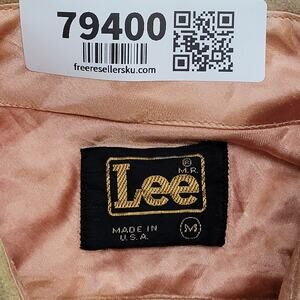 79400
freeresellersku.com
Lee®
M.R.
MADE IN
U.S.A.
M